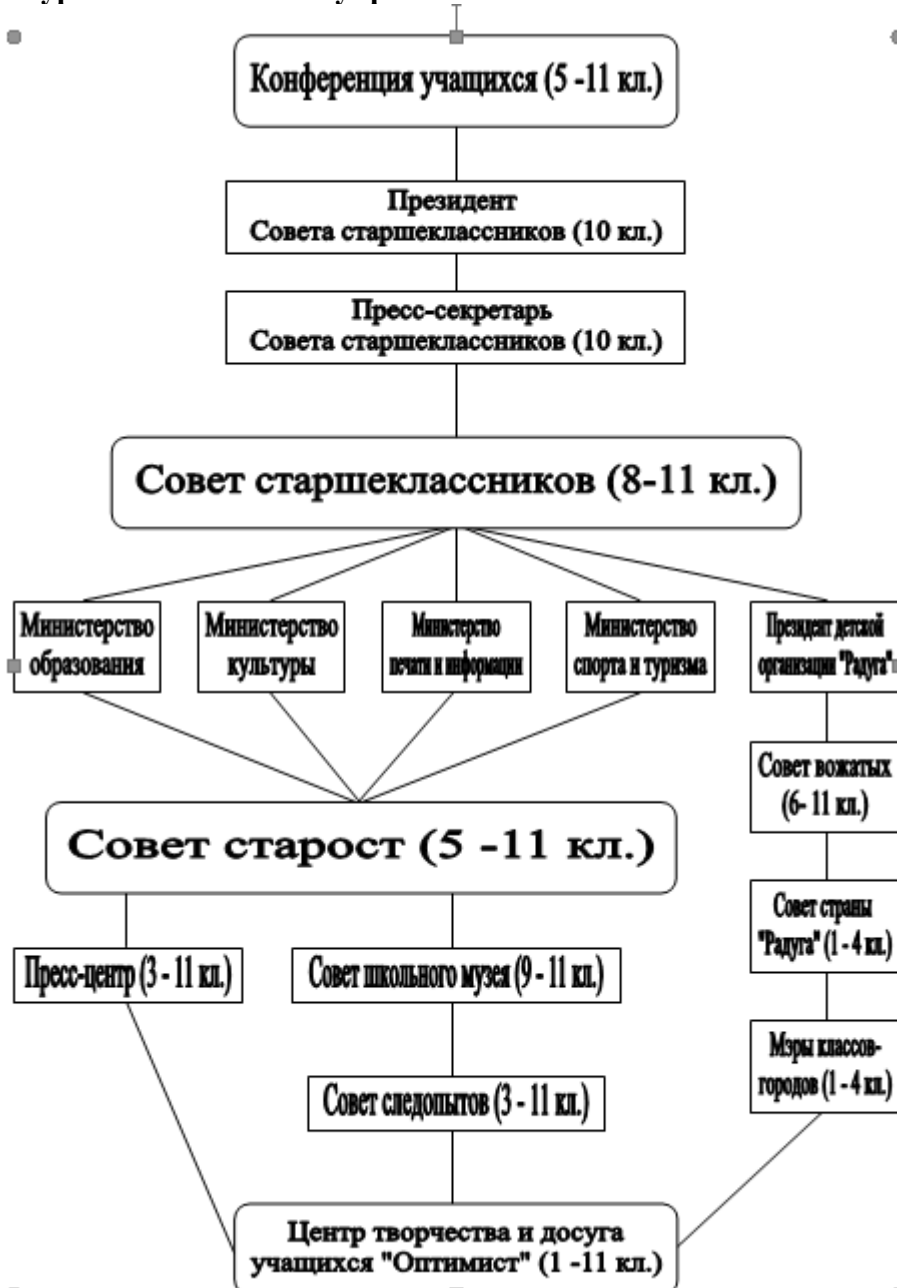 Конференция учащихся (5 -11 кл.)
Президент
Совета старшеклассников (10 кл.)
Пресс-секретарь
Совета старшеклассников (10 кл.)
Совет старшеклассников (8-11 кл.)
Министерство
образования
Министерство
культуры
Министерство
печати и информации
Министерство
спорта и туризма
Президент детской
организации "Радуга"
Совет вожатых
(6- 11 кл.)
Совет страны
"Радуга" (1 - 4 кл.)
Мэры классов-
городов (1 - 4 кл.)
Совет старост (5 -11 кл.)
Пресс-центр (3 - 11 кл.)
Совет школьного музея (9 - 11 кл.)
Совет следопытов (3 - 11 кл.)
Центр творчества и досуга
учащихся "Оптимист" (1 -11 кл.)